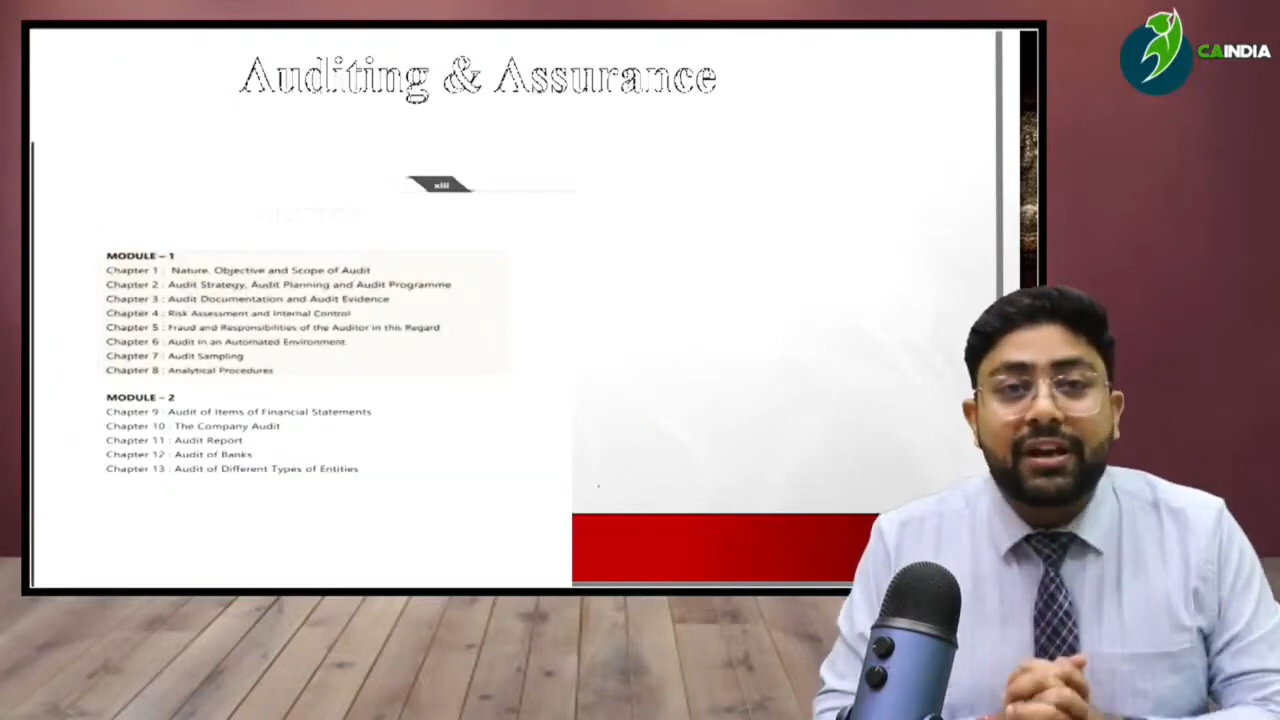 Auditing & Assurance
CAINDIA
xiii
MODULE – 1
Chapter 1 : Nature, Objective and Scope of Audit
Chapter 2 : Audit Strategy, Audit Planning and Audit Programme
Chapter 3 : Audit Documentation and Audit Evidence
Chapter 4 : Risk Assessment and Internal Control
Chapter 5 : Fraud and Responsibilities of the Auditor in this Regard
Chapter 6 : Audit in an Automated Environment
Chapter 7 : Audit Sampling
Chapter 8 : Analytical Procedures
MODULE – 2
Chapter 9 : Audit of Items of Financial Statements
Chapter 10 : The Company Audit
Chapter 11 : Audit Report
Chapter 12 : Audit of Banks
Chapter 13 : Audit of Different Types of Entities